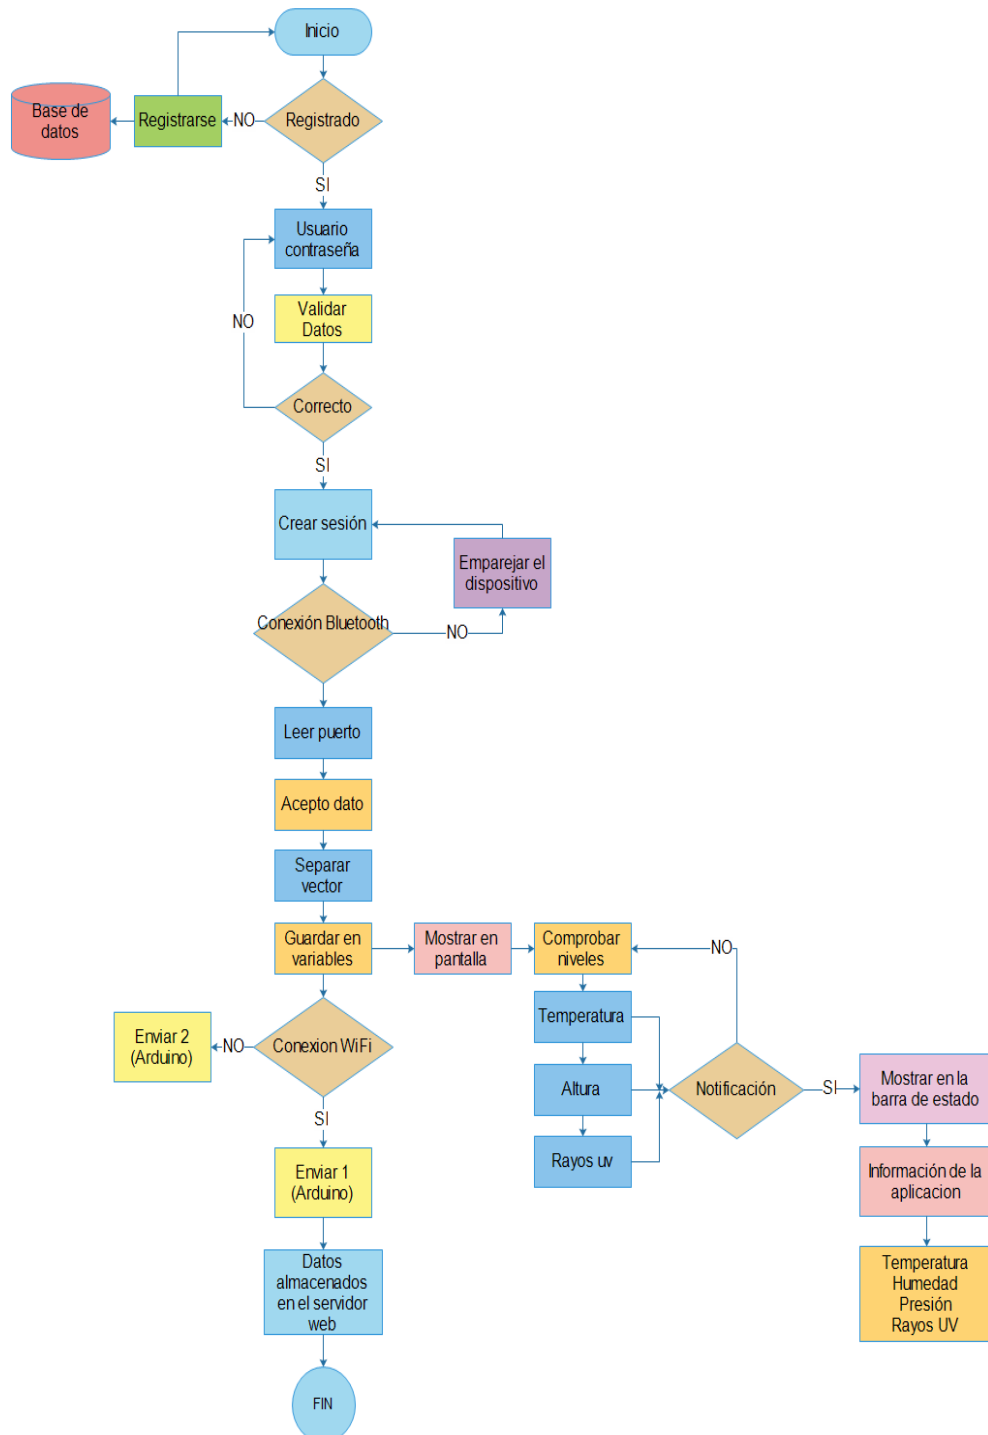 Inicio
Base de
datos
Registrarse
NO
Registrado
SI
Usuario
contraseña
NO
Validar
Datos
Correcto
SI
Crear sesión
Emparejar el
dispositivo
Conexión Bluetooth
NO
Leer puerto
Acepto dato
Separar
vector
Guardar en
variables
Mostrar en
pantalla
Comprobar
niveles
NO
Temperatura
Enviar 2
(Arduino)
NO
Conexion WiFi
Altura
Notificación
SI
Mostrar en la
barra de estado
SI
Rayos uv
Enviar 1
(Arduino)
Información de la
aplicacion
Datos
almacenados
en el servidor
web
Temperatura
Humedad
Presión
Rayos UV
FIN